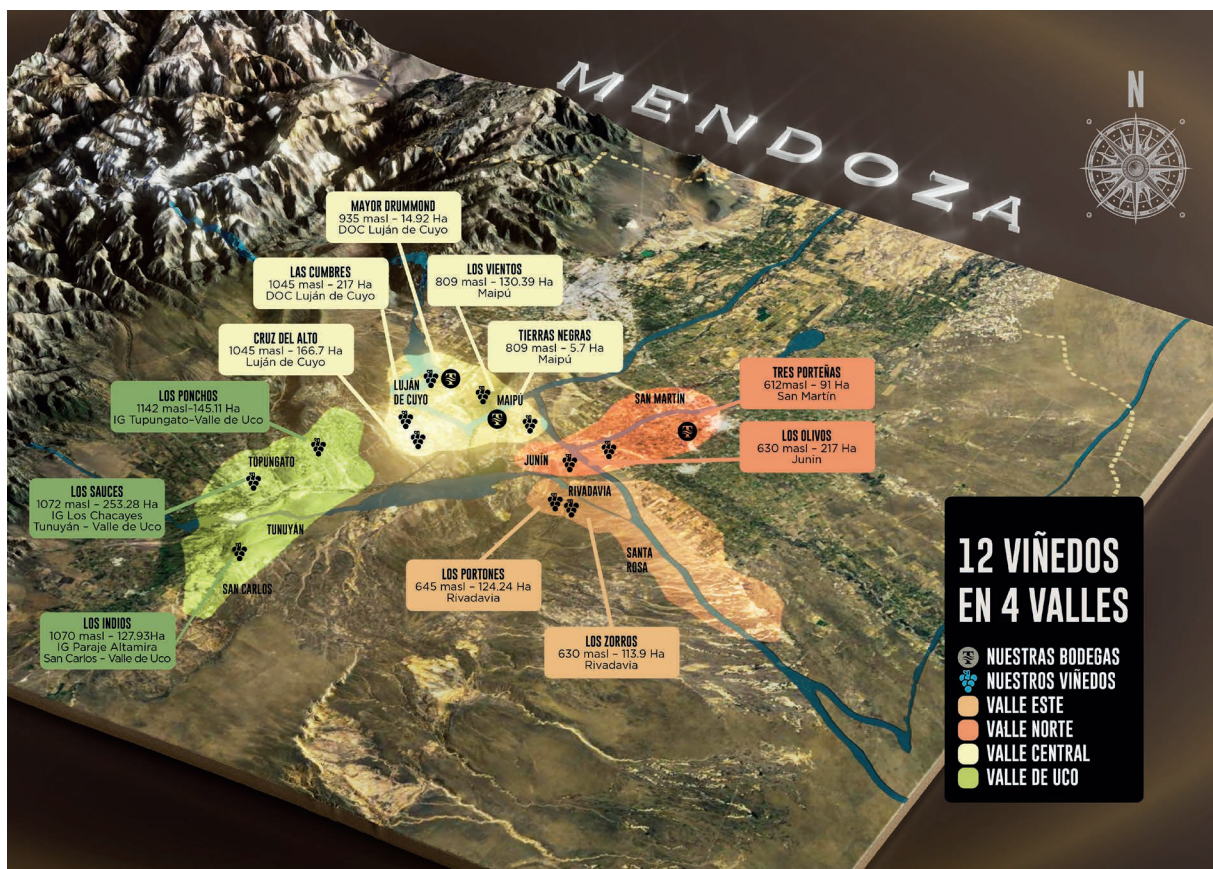 MENDOZA
N
MAYOR DRUMMOND
935 masl – 14.92 Ha
DOC Luján de Cuyo
LAS CUMBRES
1045 masl – 217 Ha
DOC Luján de Cuyo
LOS VIENTOS
809 masl – 130.39 Ha
Maipú
CRUZ DEL ALTO
1045 masl – 166.7 Ha
Luján de Cuyo
TIERRAS NEGRAS
809 masl – 5.7 Ha
Maipú
LOS PONCHOS
1142 masl–145.11 Ha
IG Tupungato–Valle de Uco
TRES PORTEÑAS
612masl – 91 Ha
San Martín
LOS OLIVOS
630 masl – 217 Ha
Junin
LOS SAUCES
1072 masl – 253.28 Ha
IG Los Chacayes
Tunuyán – Valle de Uco
LOS PORTONES
645 masl – 124.24 Ha
Rivadavia
LOS INDIOS
1070 masl – 127.93Ha
IG Paraje Altamira
San Carlos – Valle de Uco
LOS ZORROS
630 masl – 113.9 Ha
Rivadavia
LUJÁN
DE CUYO
MAIPÚ
SAN MARTÍN
JUNÍN
RIVADAVIA
SANTA
ROSA
TUPUNGATO
TUNUYÁN
SAN CARLOS
12 VIÑEDOS
EN 4 VALLES
NUESTRAS BODEGAS
NUESTROS VIÑEDOS
VALLE ESTE
VALLE NORTE
VALLE CENTRAL
VALLE DE UCO